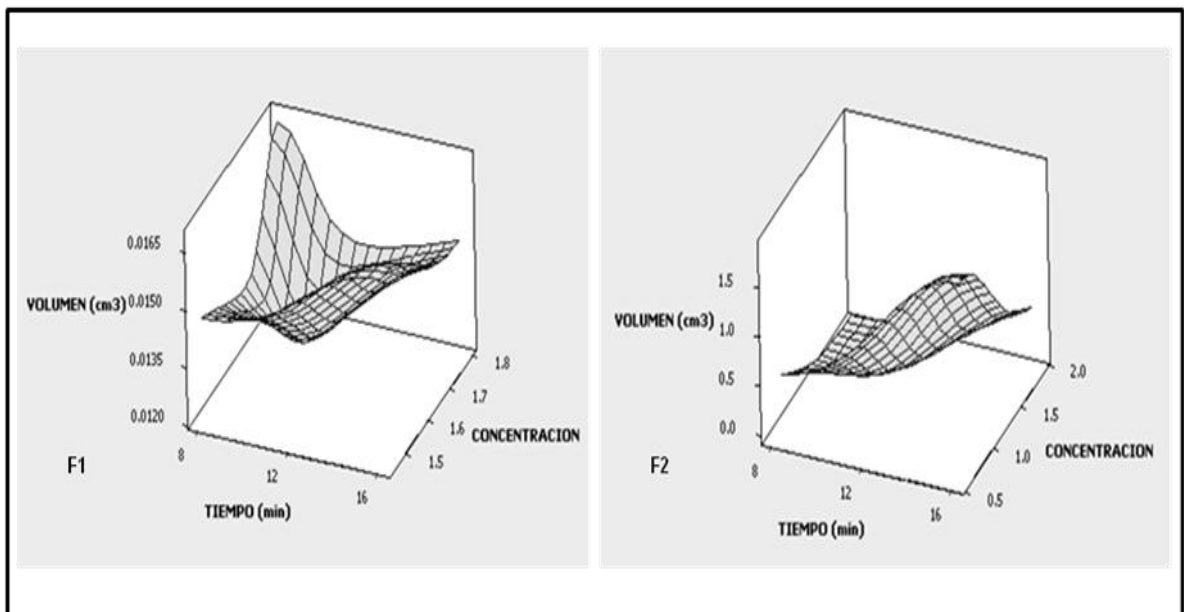 0.0165
VOLUMEN (cm3)
0.0150
0.0135
0.0120
8
12
16
TIEMPO (min)
1.5
1.6
1.7
1.8
CONCENTRACION
F1
1.5
VOLUMEN (cm3)
1.0
0.5
0.0
8
12
16
TIEMPO (min)
0.5
1.0
1.5
2.0
CONCENTRACION
F2